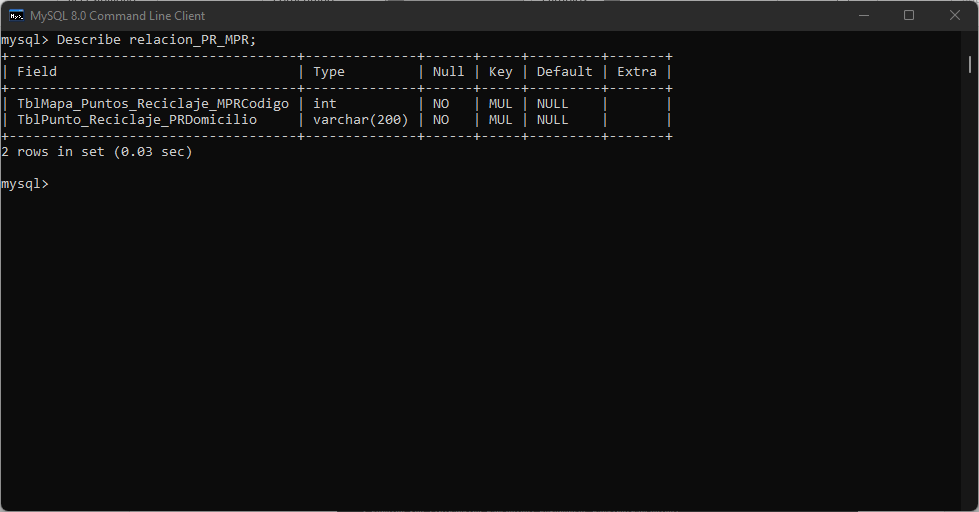 MySQL 8.0 Command Line Client
mysql> Describe relacion_PR_MPR;
+------------------------------------+--------------+------+-----+---------+-------+
| Field                              | Type         | Null | Key | Default | Extra |
+------------------------------------+--------------+------+-----+---------+-------+
| TblMapa_Puntos_Reciclaje_MPRCodigo | int          | NO   | MUL | NULL    |       |
| TblPunto_Reciclaje_PRDomicilio     | varchar(200) | NO   | MUL | NULL    |       |
+------------------------------------+--------------+------+-----+---------+-------+
2 rows in set (0.03 sec)
mysql>